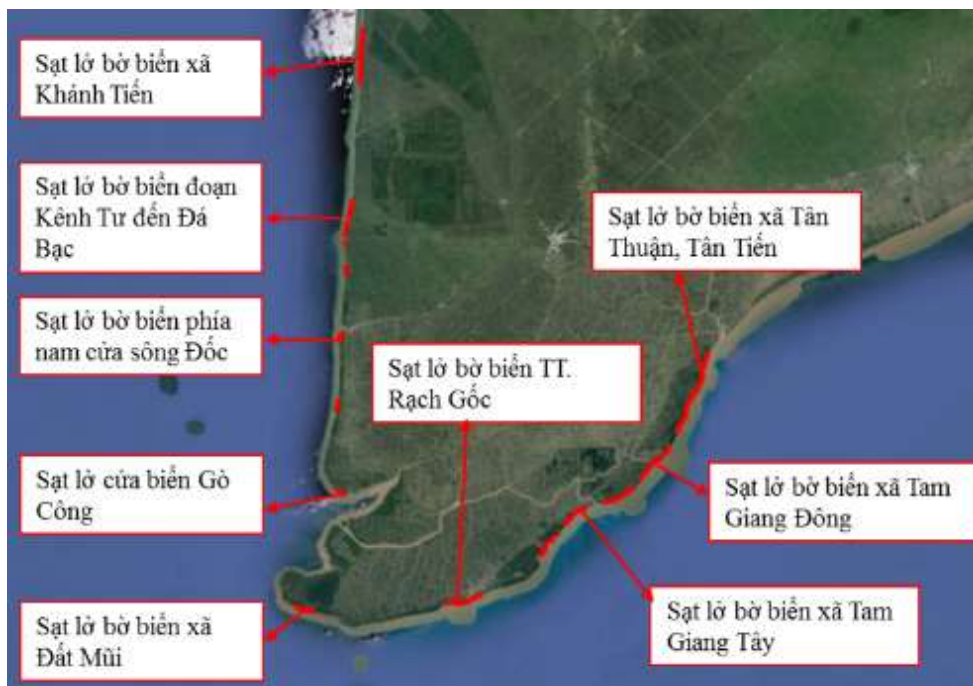 Sạt lở bờ biển xã
Khánh Tiến
Sạt lở bờ biển đoạn
Kênh Tư đến Đá
Bạc
Sạt lở bờ biển phía
nam cửa sông Đốc
Sạt lở cửa biển Gò
Công
Sạt lở bờ biển xã
Đất Mũi
Sạt lở bờ biển TT.
Rạch Gốc
Sạt lở bờ biển xã Tân
Thuận, Tân Tiến
Sạt lở bờ biển xã Tam
Giang Đông
Sạt lở bờ biển xã Tam
Giang Tây